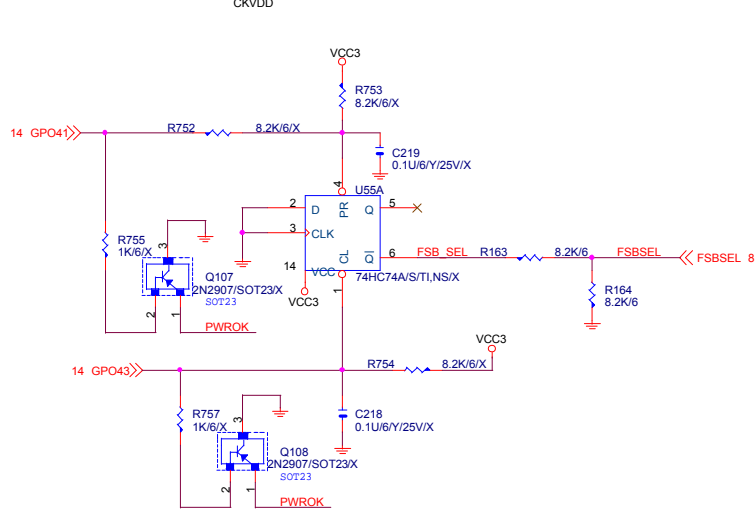 CKVDD
VCC3
R753
8.2K/6/X
14 GPO41
R752
8.2K/6/X
C219
0.1U/6/Y/25V/X
4
U55A
2
D
PR
Q
5
3
CLK
R755
1K/6/X
3
CL
Q
6
FSB_SEL
R163
8.2K/6
FSBSEL
FSBSEL 8
14
VCC
74HC74A/S/TI,NS/X
Q107
2N2907/SOT23/X
SOT23
VCC3
R164
8.2K/6
2
1
1
PWROK
VCC3
14 GPO43
R754
8.2K/6/X
R757
1K/6/X
3
C218
0.1U/6/Y/25V/X
Q108
2N2907/SOT23/X
SOT23
2
1
PWROK